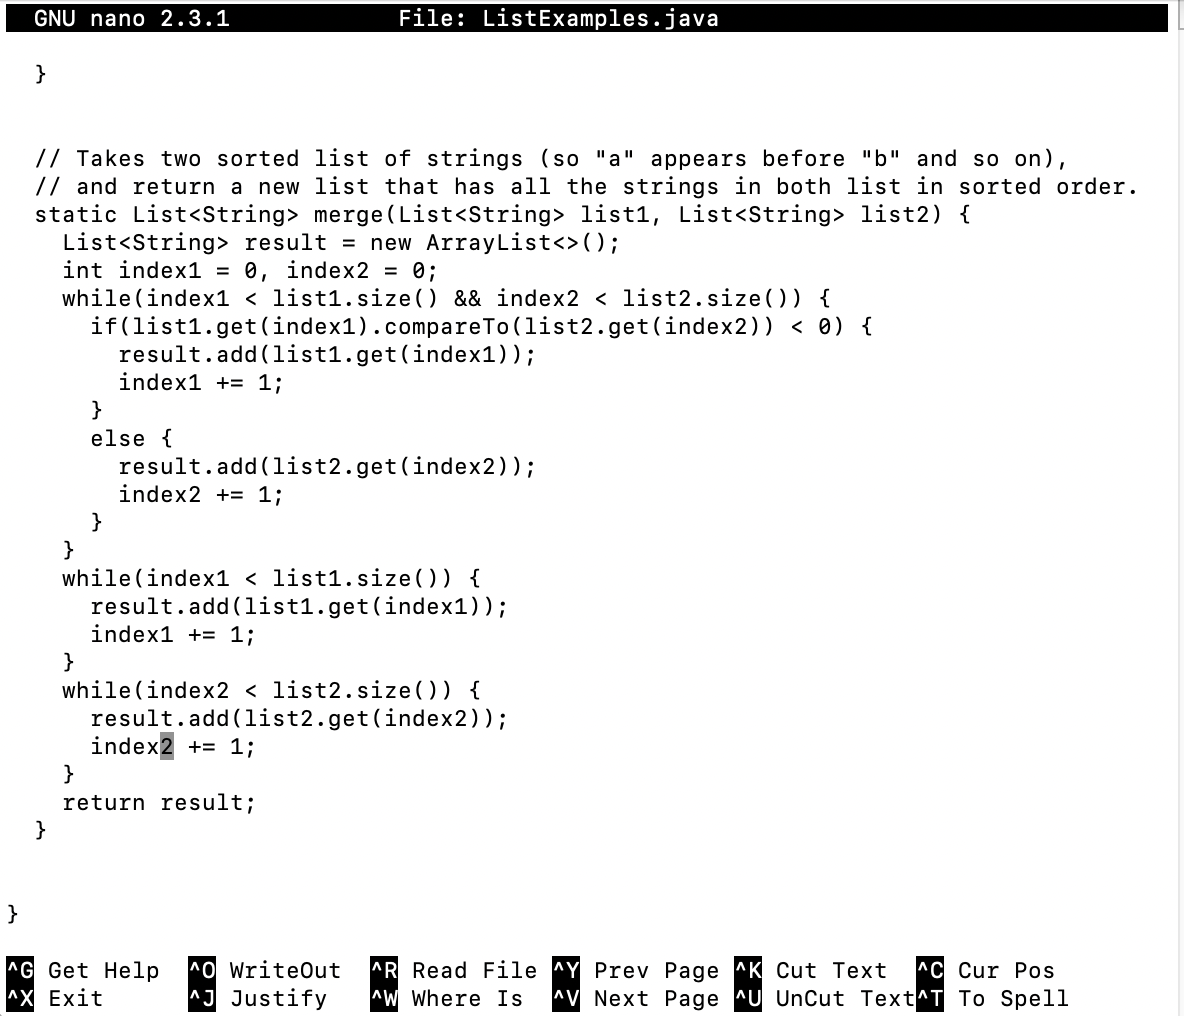 GNU nano 2.3.1 File: ListExamples.java
}
// Takes two sorted list of strings (so "a" appears before "b" and so on),
// and return a new list that has all the strings in both list in sorted order.
static List<String> merge(List<String> list1, List<String> list2) {
List<String> result = new ArrayList<>();
int index1 = 0, index2 = 0;
while(index1 < list1.size() && index2 < list2.size()) {
if(list1.get(index1).compareTo(list2.get(index2)) < 0) {
result.add(list1.get(index1));
index1 += 1;
}
else {
result.add(list2.get(index2));
index2 += 1;
}
}
while(index1 < list1.size()) {
result.add(list1.get(index1));
index1 += 1;
}
while(index2 < list2.size()) {
result.add(list2.get(index2));
index2 += 1;
}
return result;
}
}
^G Get Help ^O WriteOut ^R Read File ^Y Prev Page ^K Cut Text ^C Cur Pos
^X Exit ^J Justify ^W Where Is ^V Next Page ^U UnCut Text^T To Spell